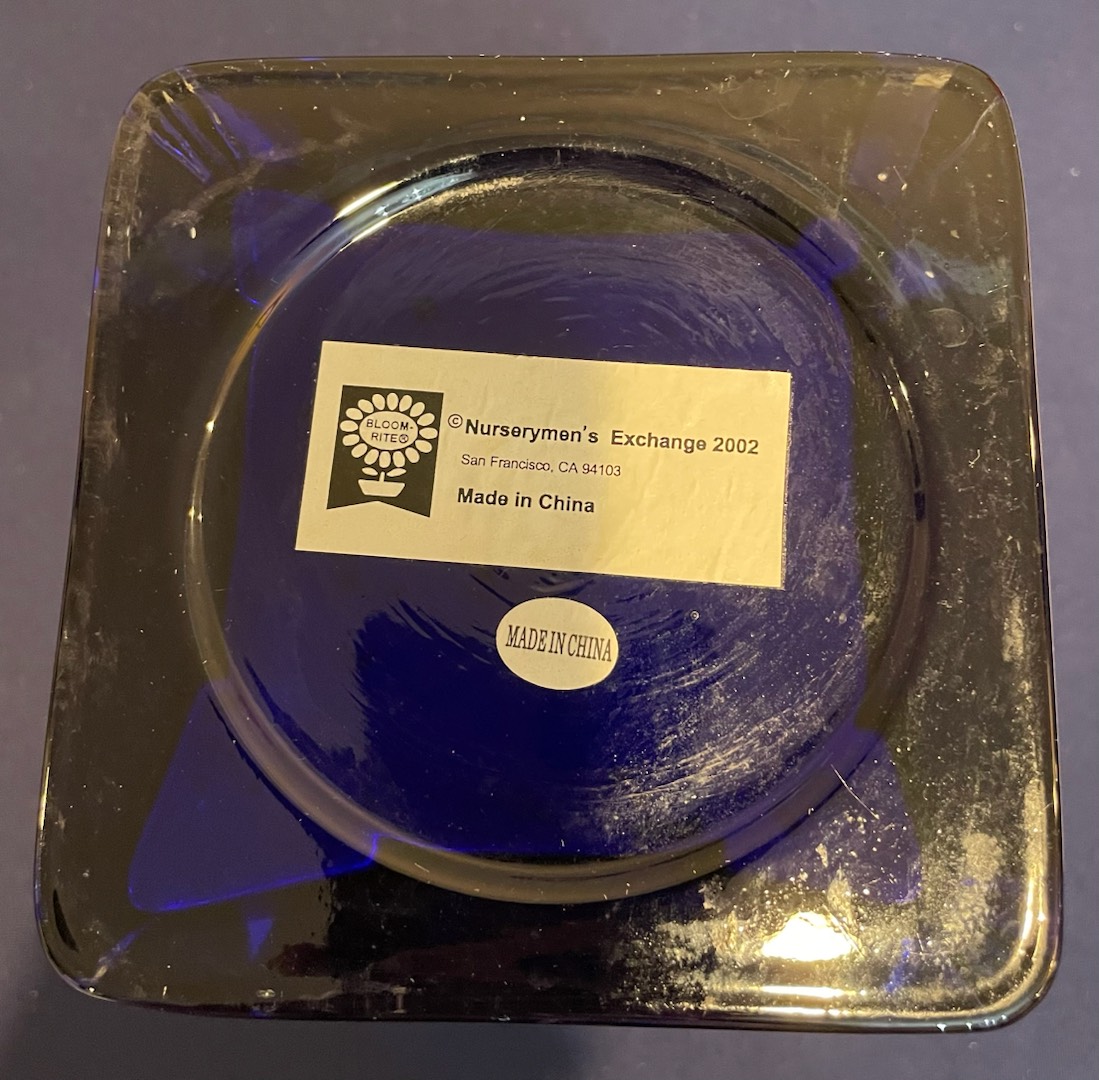 BLOOM-
RITE®
©Nurserymen's Exchange 2002
San Francisco, CA 94103
Made in China
MADE IN CHINA